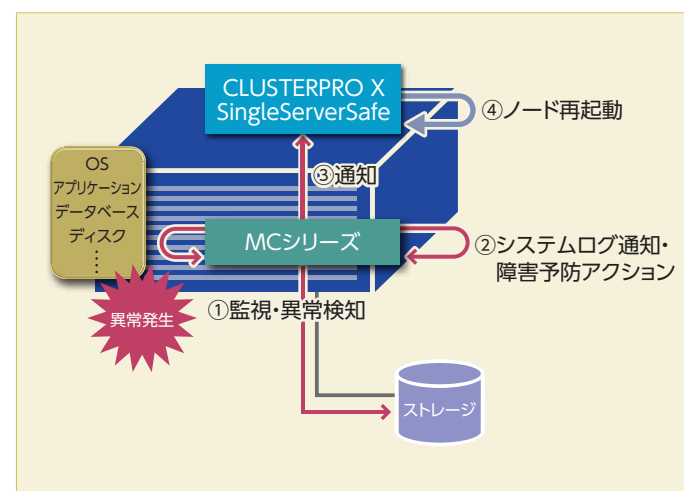 CLUSTERPRO X
SingleServerSafe
④ノード再起動
OS
アプリケーション
データベース
ディスク
⋮
③通知
MCシリーズ
②システムログ通知・
障害予防アクション
①監視・異常検知
異常発生
ストレージ